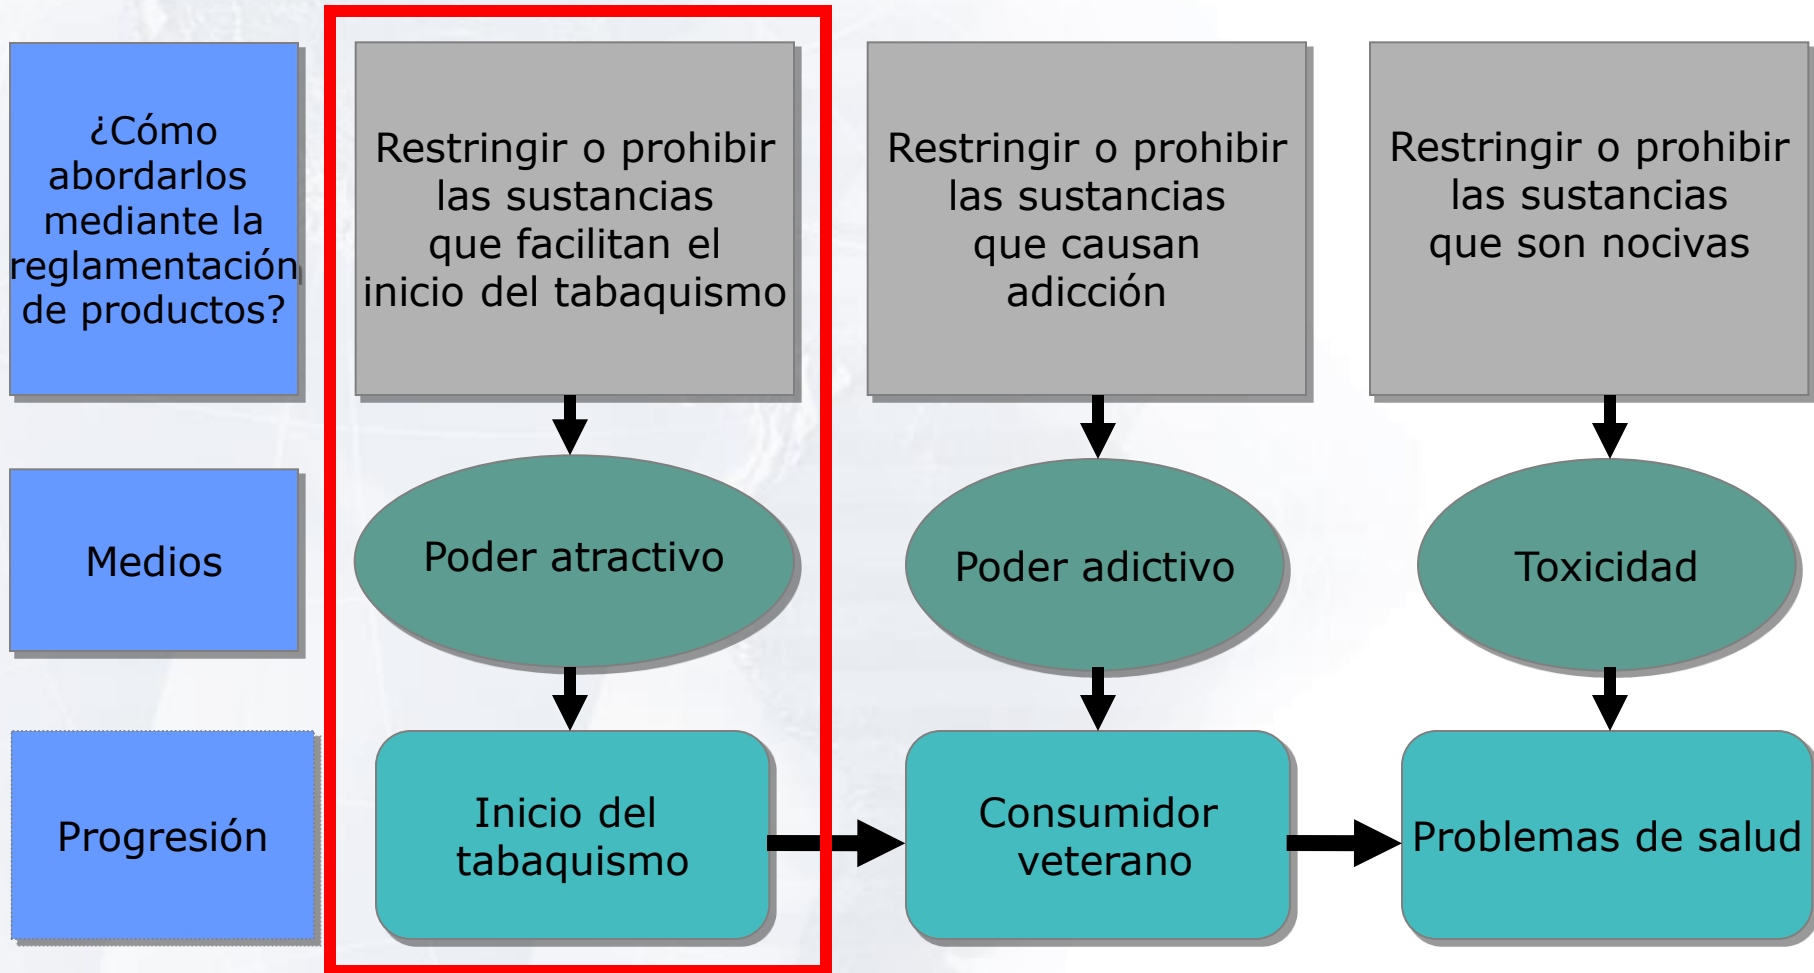 ¿Cómo
abordarlos
mediante la
reglamentación
de productos?
Restringir o prohibir
las sustancias
que facilitan el
inicio del tabaquismo
Restringir o prohibir
las sustancias
que causan
adicción
Restringir o prohibir
las sustancias
que son nocivas
Medios
Poder atractivo
Poder adictivo
Toxicidad
Progresión
Inicio del
tabaquismo
Consumidor
veterano
Problemas de salud